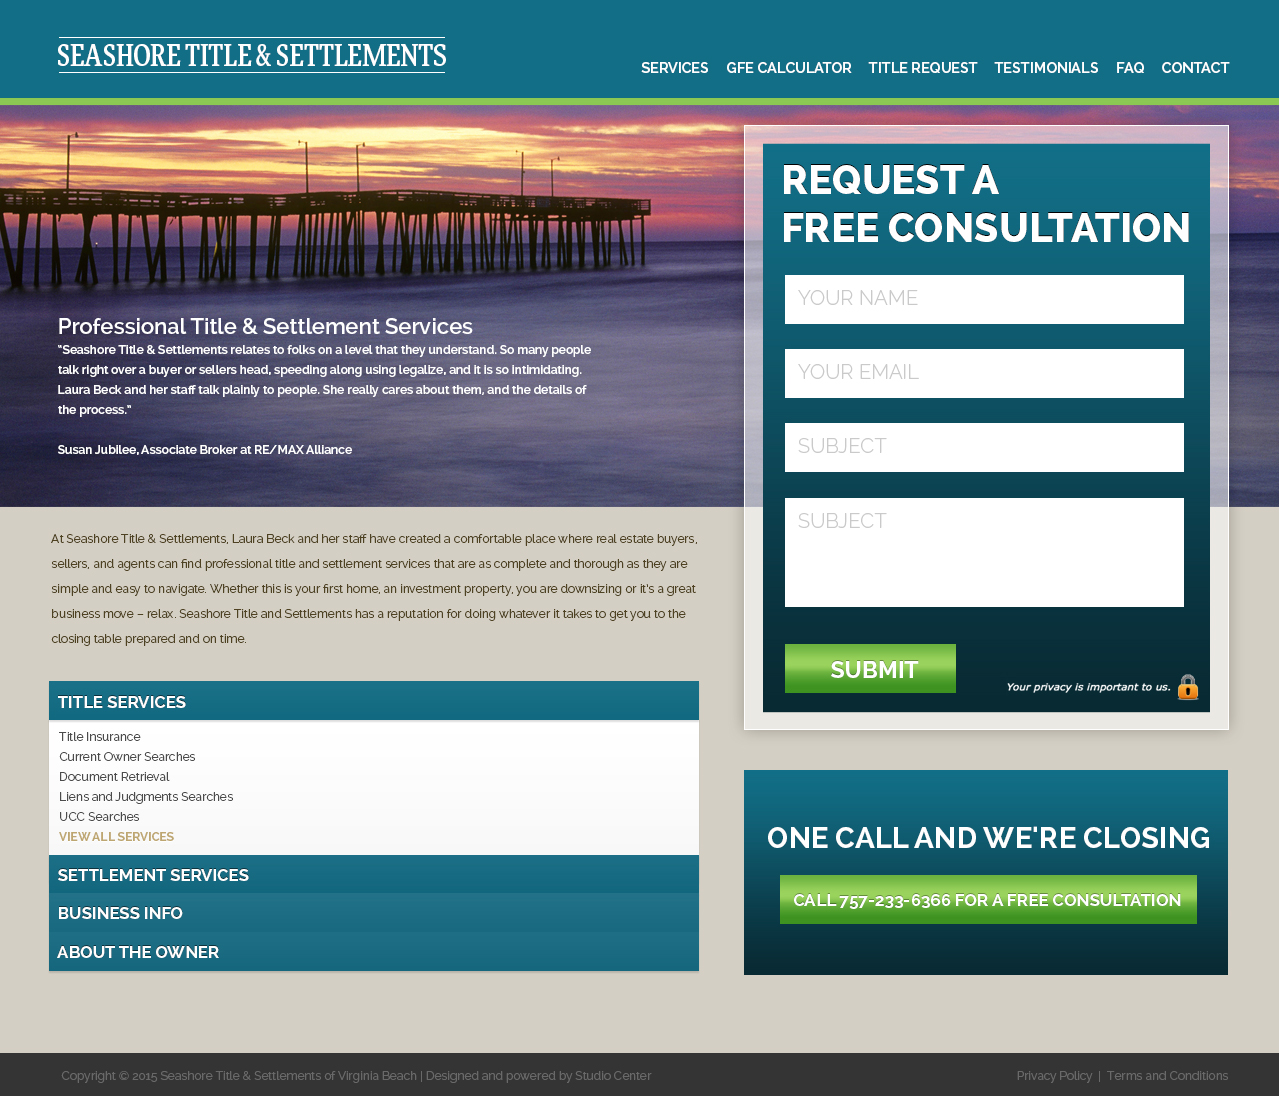 SEASHORE TITLE & SETTLEMENTS
SERVICES GFE CALCULATOR TITLE REQUEST TESTIMONIALS FAQ CONTACT
Professional Title & Settlement Services
"Seashore Title & Settlements relates to folks on a level that they understand. So many people
talk right over a buyer or sellers head, speeding along using legalize, and it is so intimidating.
Laura Beck and her staff talk plainly to people. She really cares about them, and the details of
the process."
Susan Jubilee, Associate Broker at RE/MAX Alliance
REQUEST A
FREE CONSULTATION
YOUR NAME
YOUR EMAIL
SUBJECT
SUBJECT
SUBMIT
Your privacy is important to us.
At Seashore Title & Settlements, Laura Beck and her staff have created a comfortable place where real estate buyers,
sellers, and agents can find professional title and settlement services that are as complete and thorough as they are
simple and easy to navigate. Whether this is your first home, an investment property, you are downsizing or it's a great
business move – relax. Seashore Title and Settlements has a reputation for doing whatever it takes to get you to the
closing table prepared and on time.
TITLE SERVICES
Title Insurance
Current Owner Searches
Document Retrieval
Liens and Judgments Searches
UCC Searches
VIEW ALL SERVICES
SETTLEMENT SERVICES
BUSINESS INFO
ABOUT THE OWNER
ONE CALL AND WE'RE CLOSING
CALL 757-233-6366 FOR A FREE CONSULTATION
Copyright © 2015 Seashore Title & Settlements of Virginia Beach | Designed and powered by Studio Center
Privacy Policy | Terms and Conditions